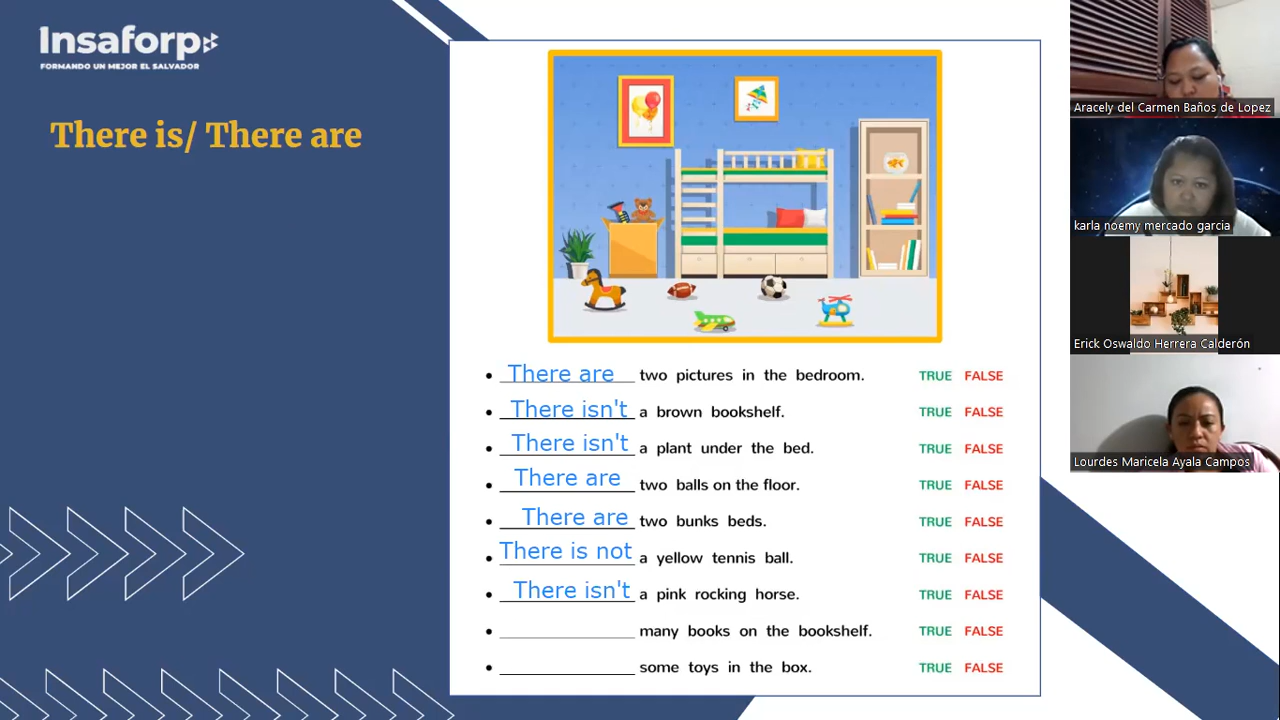 Insaforp
FORMANDO UN MEJOR EL SALVADOR
There is/ There are
• There are two pictures in the bedroom. TRUE FALSE
• There isn't a brown bookshelf. TRUE FALSE
• There isn't a plant under the bed. TRUE FALSE
• There are two balls on the floor. TRUE FALSE
• There are two bunks beds. TRUE FALSE
• There is not a yellow tennis ball. TRUE FALSE
• There isn't a pink rocking horse. TRUE FALSE
• ______________ many books on the bookshelf. TRUE FALSE
• ______________ some toys in the box. TRUE FALSE
Aracely del Carmen Baños de Lopez
karla noemy mercado garcia
Erick Oswaldo Herrera Calderón
Lourdes Maricela Ayala Campos